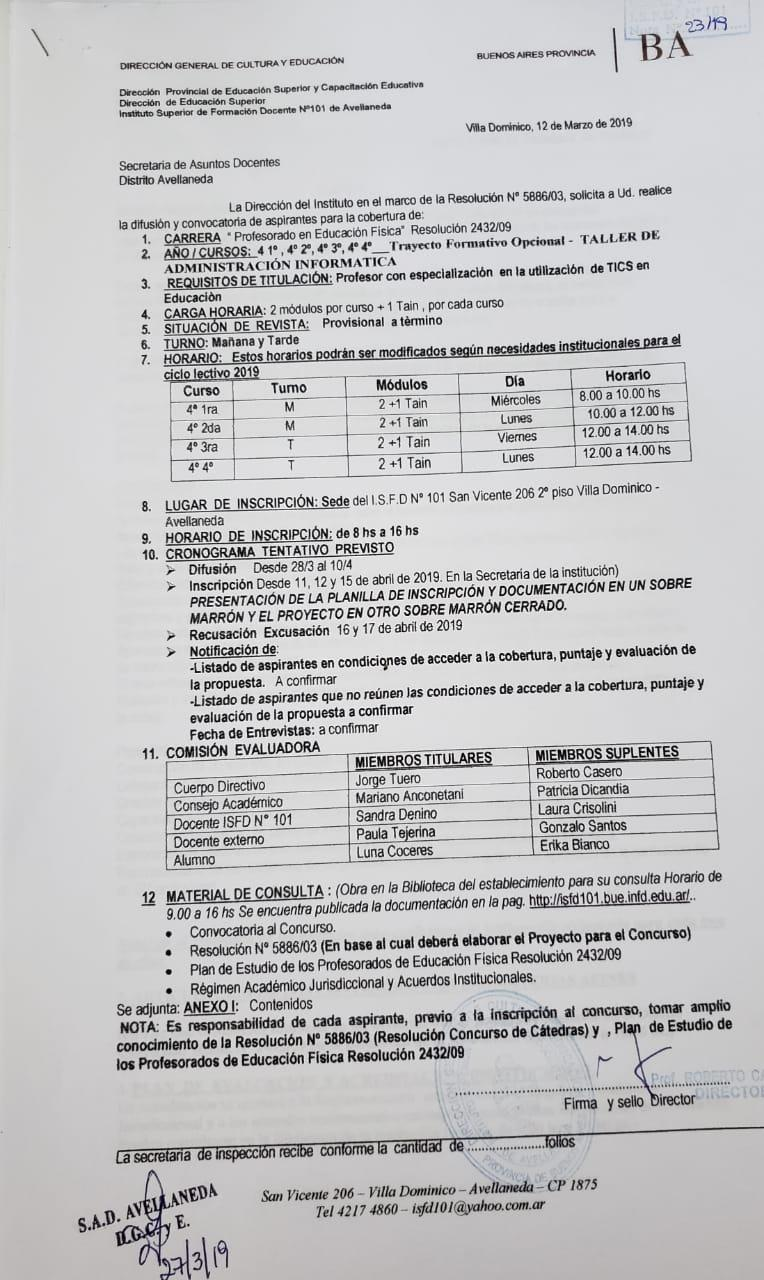 23/19
DIRECCIÓN GENERAL DE CULTURA Y EDUCACIÓN
BUENOS AIRES PROVINCIA
BA
Dirección Provincial de Educación Superior y Capacitación Educativa
Dirección de Educación Superior
Instituto Superior de Formación Docente Nº101 de Avellaneda
Villa Dominico, 12 de Marzo de 2019
Secretaria de Asuntos Docentes
Distrito Avellaneda
La Dirección del Instituto en el marco de la Resolución Nº 5886/03, solicita a Ud. realice
la difusión y convocatoria de aspirantes para la cobertura de:
1. CARRERA " Profesorado en Educación Física" Resolución 2432/09
2. AÑO / CURSOS: 4 1º , 4º 2º, 4º 3º, 4º 4º Trayecto Formativo Opcional - TALLER DE
ADMINISTRACIÓN INFORMATICA
3. REQUISITOS DE TITULACIÓN: Profesor con especialización en la utilización de TICS en
Educaciòn
4. CARGA HORARIA: 2 módulos por curso + 1 Tain , por cada curso
5. SITUACIÓN DE REVISTA: Provisional a tèrmino
6. TURNO: Mañana y Tarde
7. HORARIO: Estos horarios podrán ser modificados según necesidades institucionales para el
ciclo lectivo 2019
Curso Turno Módulos Día Horario
4º 1ra M 2 +1 Tain Miércoles 8.00 a 10.00 hs
4º 2da M 2 +1 Tain Lunes 10.00 a 12.00 hs
4º 3ra T 2 +1 Tain Viernes 12.00 a 14.00 hs
4º 4º T 2 +1 Tain Lunes 12.00 a 14.00 hs
8. LUGAR DE INSCRIPCIÓN: Sede del I.S.F.D Nº 101 San Vicente 206 2º piso Villa Dominico -
Avellaneda
9. HORARIO DE INSCRIPCIÓN: de 8 hs a 16 hs
10. CRONOGRAMA TENTATIVO PREVISTO
➢ Difusión Desde 28/3 al 10/4
➢ Inscripción Desde 11, 12 y 15 de abril de 2019. En la Secretaría de la institución)
PRESENTACIÓN DE LA PLANILLA DE INSCRIPCIÓN Y DOCUMENTACIÓN EN UN SOBRE
MARRÓN Y EL PROYECTO EN OTRO SOBRE MARRÓN CERRADO.
➢ Recusación Excusación 16 y 17 de abril de 2019
➢ Notificación de:
-Listado de aspirantes en condiciones de acceder a la cobertura, puntaje y evaluación de
la propuesta. A confirmar
-Listado de aspirantes que no reúnen las condiciones de acceder a la cobertura, puntaje y
evaluación de la propuesta a confirmar
Fecha de Entrevistas: a confirmar
11. COMISIÓN EVALUADORA
MIEMBROS TITULARES MIEMBROS SUPLENTES
Cuerpo Directivo Jorge Tuero Roberto Casero
Consejo Académico Mariano Anconetani Patricia Dicandia
Docente ISFD N° 101 Sandra Denino Laura Crisolini
Docente externo Paula Tejerina Gonzalo Santos
Alumno Luna Coceres Erika Bianco
12 MATERIAL DE CONSULTA : (Obra en la Biblioteca del establecimiento para su consulta Horario de
9.00 a 16 hs Se encuentra publicada la documentación en la pag. http://isfd101.bue.infd.edu.ar/..
• Convocatoria al Concurso.
• Resolución Nº 5886/03 (En base al cual deberá elaborar el Proyecto para el Concurso)
• Plan de Estudio de los Profesorados de Educación Física Resolución 2432/09
• Régimen Académico Jurisdiccional y Acuerdos Institucionales.
Se adjunta: ANEXO I: Contenidos
NOTA: Es responsabilidad de cada aspirante, previo a la inscripción al concurso, tomar amplio
conocimiento de la Resolución Nº 5886/03 (Resolución Concurso de Cátedras) y , Plan de Estudio de
los Profesorados de Educación Física Resolución 2432/09
Prof. ROBERTO
DIRECTOR
Firma y sello Director
La secretaria de inspección recibe conforme la cantidad de ......................folios
S.A.D. AVELLANEDA
D.G.C. y E.
27/3/19
San Vicente 206 – Villa Dominico – Avellaneda – CP 1875
Tel 4217 4860 – isfd101@yahoo.com.ar